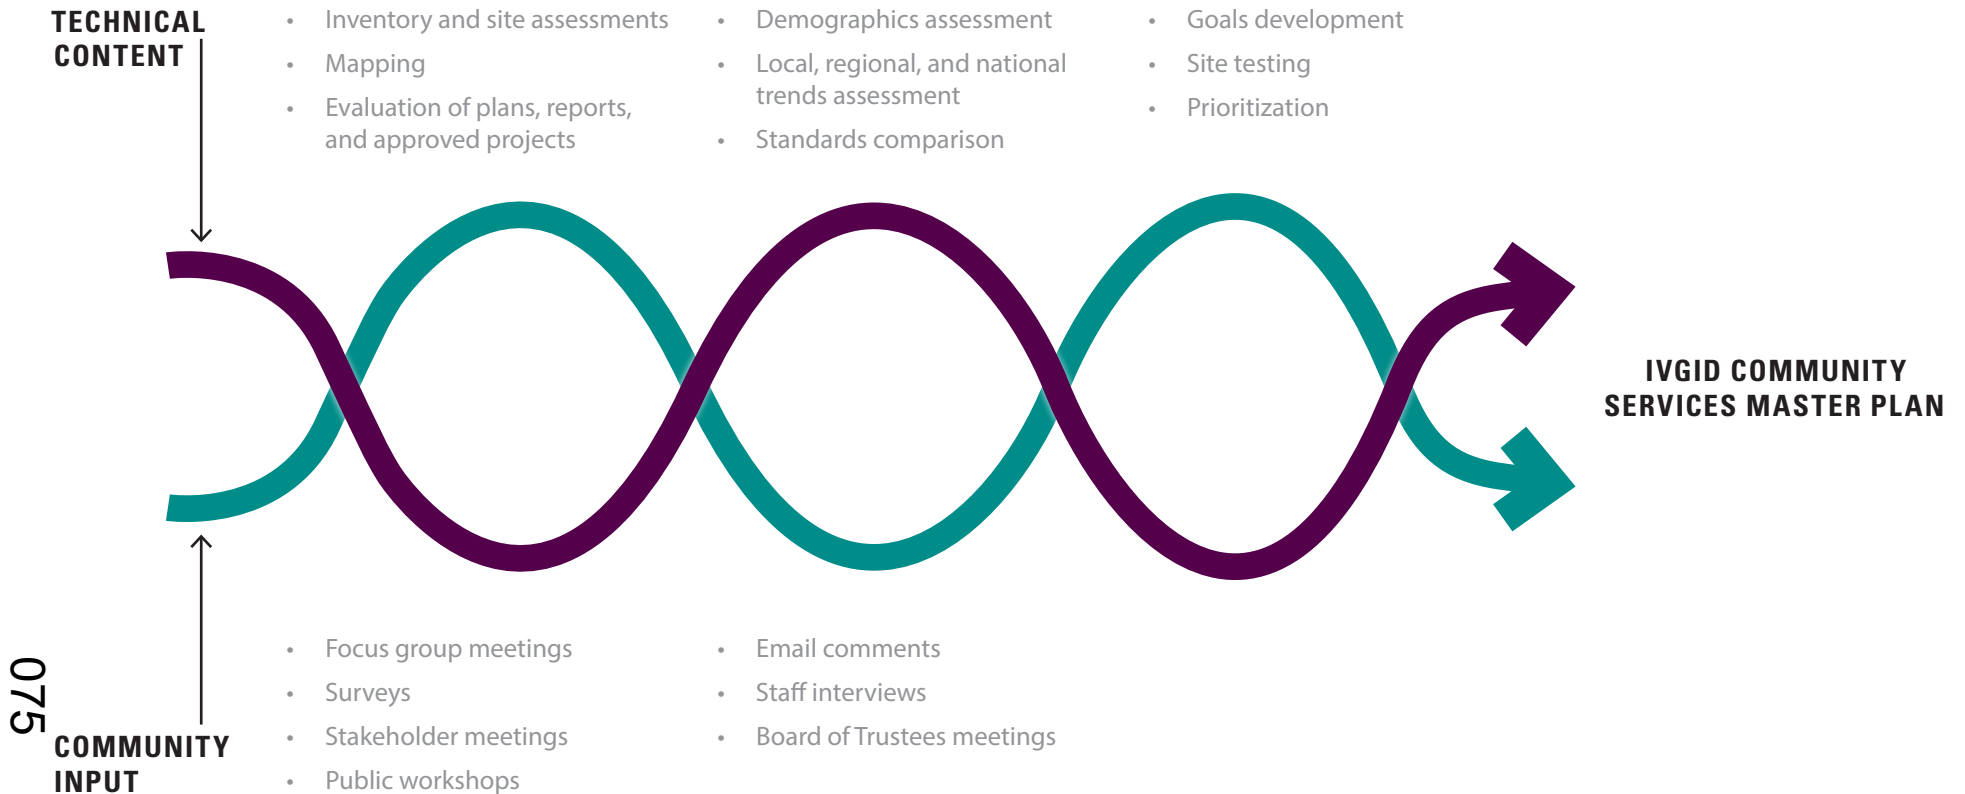 TECHNICAL
CONTENT
• Inventory and site assessments
• Mapping
• Evaluation of plans, reports,
and approved projects
• Demographics assessment
• Local, regional, and national
trends assessment
• Standards comparison
• Goals development
• Site testing
• Prioritization
IVGID COMMUNITY
SERVICES MASTER PLAN
075
COMMUNITY
INPUT
• Focus group meetings
• Surveys
• Stakeholder meetings
• Public workshops
• Email comments
• Staff interviews
• Board of Trustees meetings